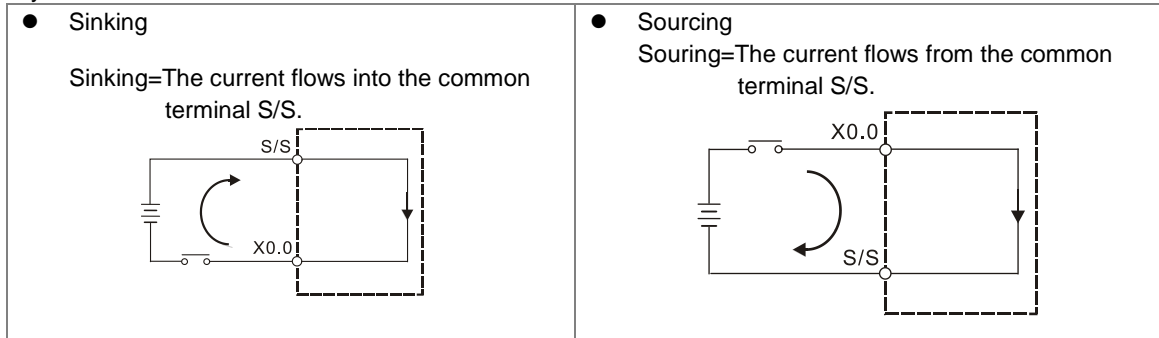 ● Sinking
Sinking=The current flows into the common
terminal S/S.
S/S
X0.0
● Sourcing
Souring=The current flows from the common
terminal S/S.
X0.0
S/S